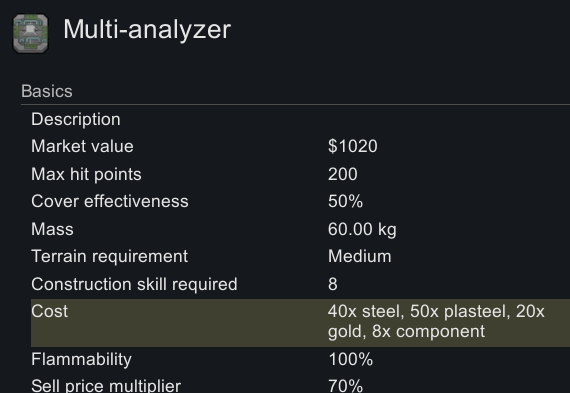 Multi-analyzer
Basics
Description
Market value $1020
Max hit points 200
Cover effectiveness 50%
Mass 60.00 kg
Terrain requirement Medium
Construction skill required 8
Cost 40x steel, 50x plasteel, 20x
gold, 8x component
Flammability 100%
Sell price multiplier 70%